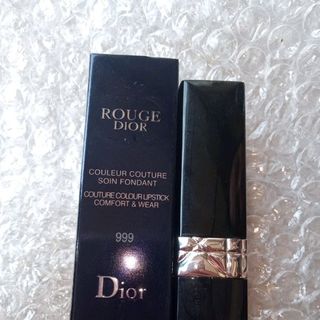 ROUGE
DIOR
COULEUR COUTURE
SOIN FONDANT
COUTURE COLOUR LIPSTICK
COMFORT & WEAR
999
Dior